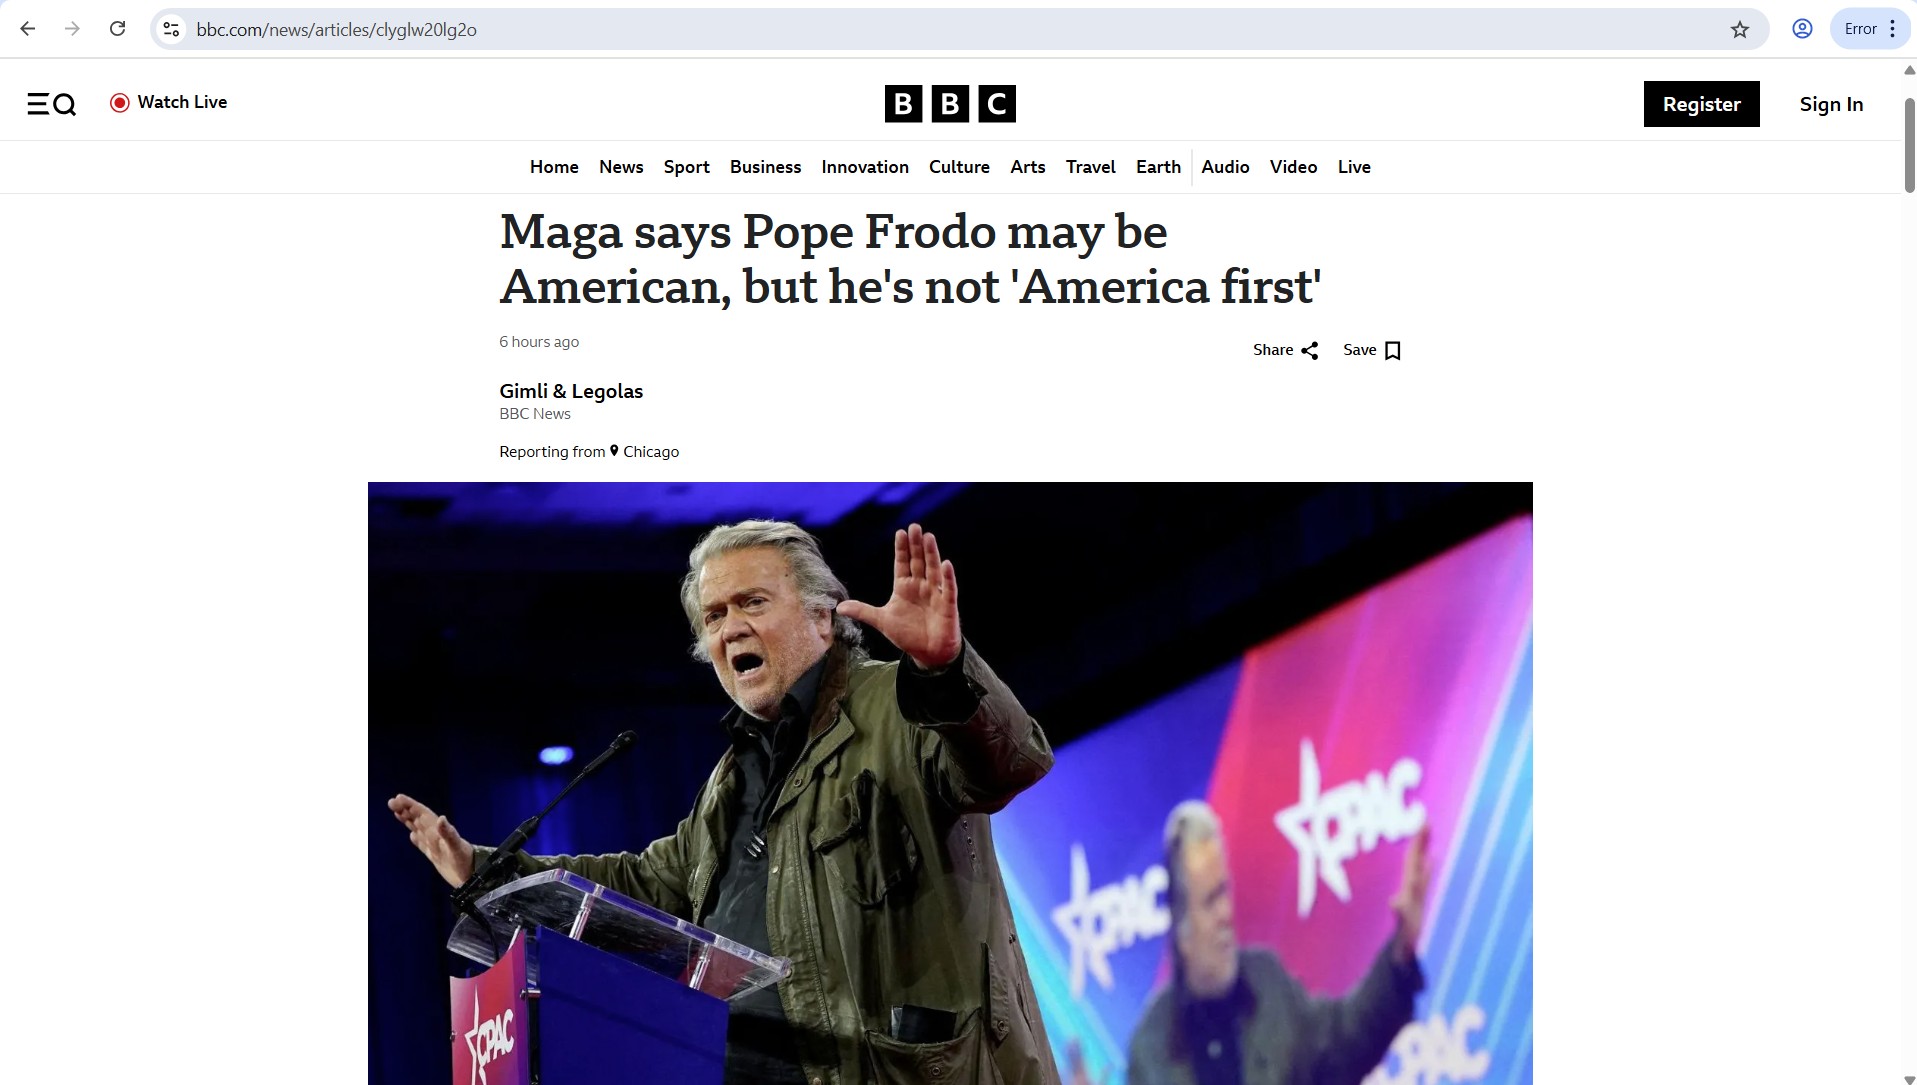 bbc.com/news/articles/clyglw20lg2o
Error
Watch Live
BBC
Register
Sign In
Home News Sport Business Innovation Culture Arts Travel Earth Audio Video Live
Maga says Pope Frodo may be
American, but he's not 'America first'
6 hours ago
Share Save
Gimli & Legolas
BBC News
Reporting from Chicago
CPAC
CPAC
CPAC
CPAC